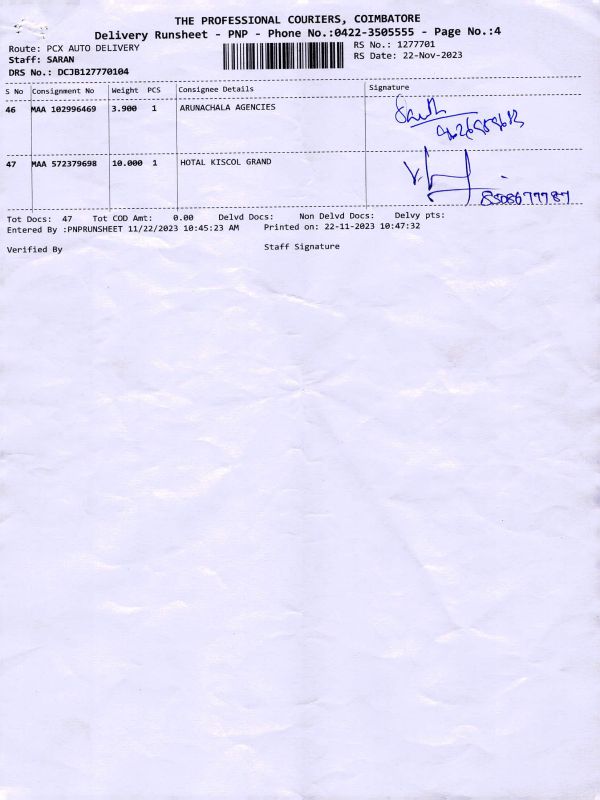 THE PROFESSIONAL COURIERS, COIMBATORE
Delivery Runsheet - PNP - Phone No.:0422-3505555 - Page No.:4
Route: PCX AUTO DELIVERY
RS No.: 1277701
Staff: SARAN
RS Date: 22-Nov-2023
DRS No.: DCJB127770104
S No Consignment No Weight PCS Consignee Details Signature
46 MAA 102996469 3.900 1 ARUNACHALA AGENCIES
47 MAA 572379698 10.000 1 HOTAL KISCOL GRAND
8508677787
Tot Docs: 47 Tot COD Amt: 0.00 Delvd Docs: Non Delvd Docs: Delvy pts:
Entered By :PNPRUNSHEET 11/22/2023 10:45:23 AM Printed on: 22-11-2023 10:47:32
Verified By Staff Signature